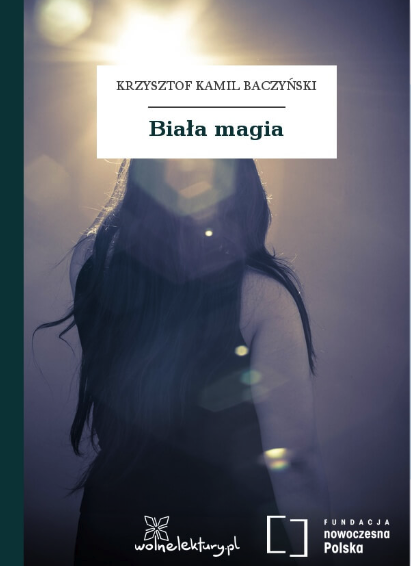 KRZYSZTOF KAMIL BACZYŃSKI
Biała magia
wolnelektury.pl
FUNDACJA
nowoczesna
Polska